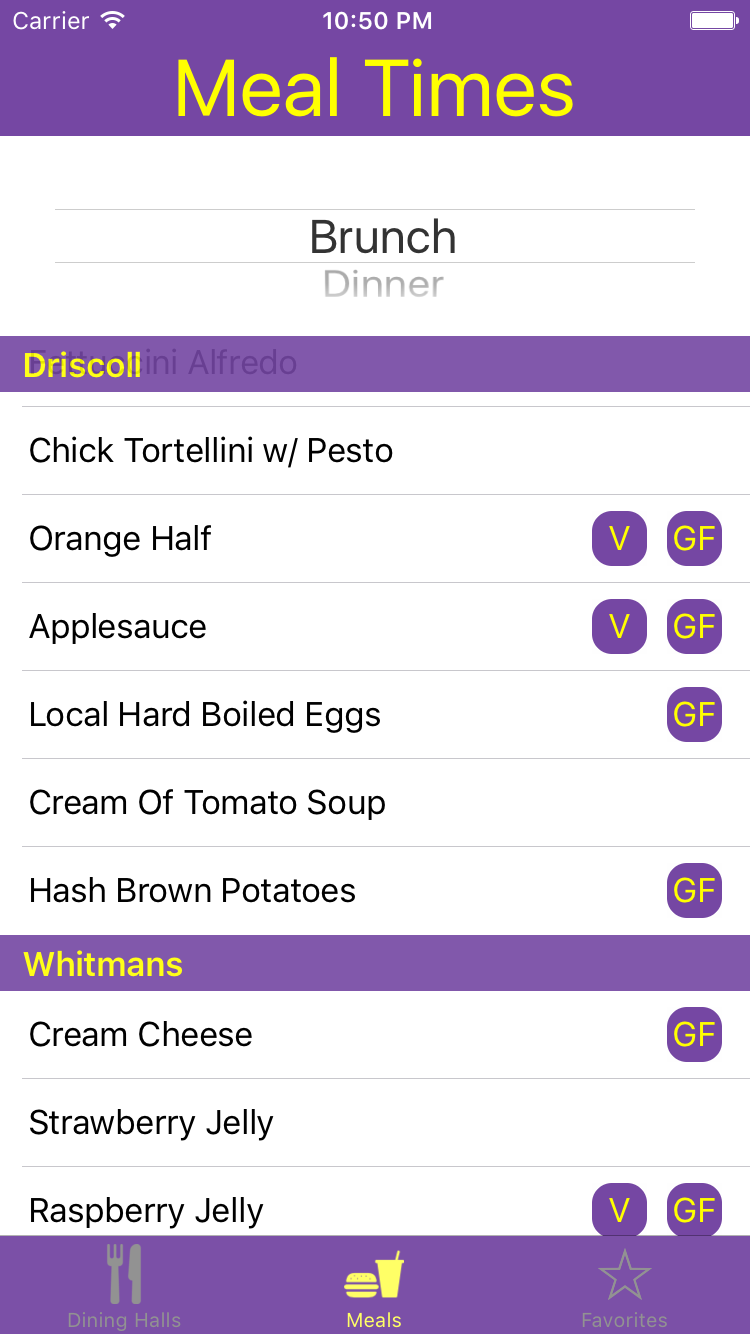 Carrier 10:50 PM
Meal Times
Brunch
Dinner
Fettuccini Alfredo
Driscoll
Chick Tortellini w/ Pesto
Orange Half V GF
Applesauce V GF
Local Hard Boiled Eggs GF
Cream Of Tomato Soup
Hash Brown Potatoes GF
Whitmans
Cream Cheese GF
Strawberry Jelly
Raspberry Jelly V GF
Dining Halls Meals Favorites